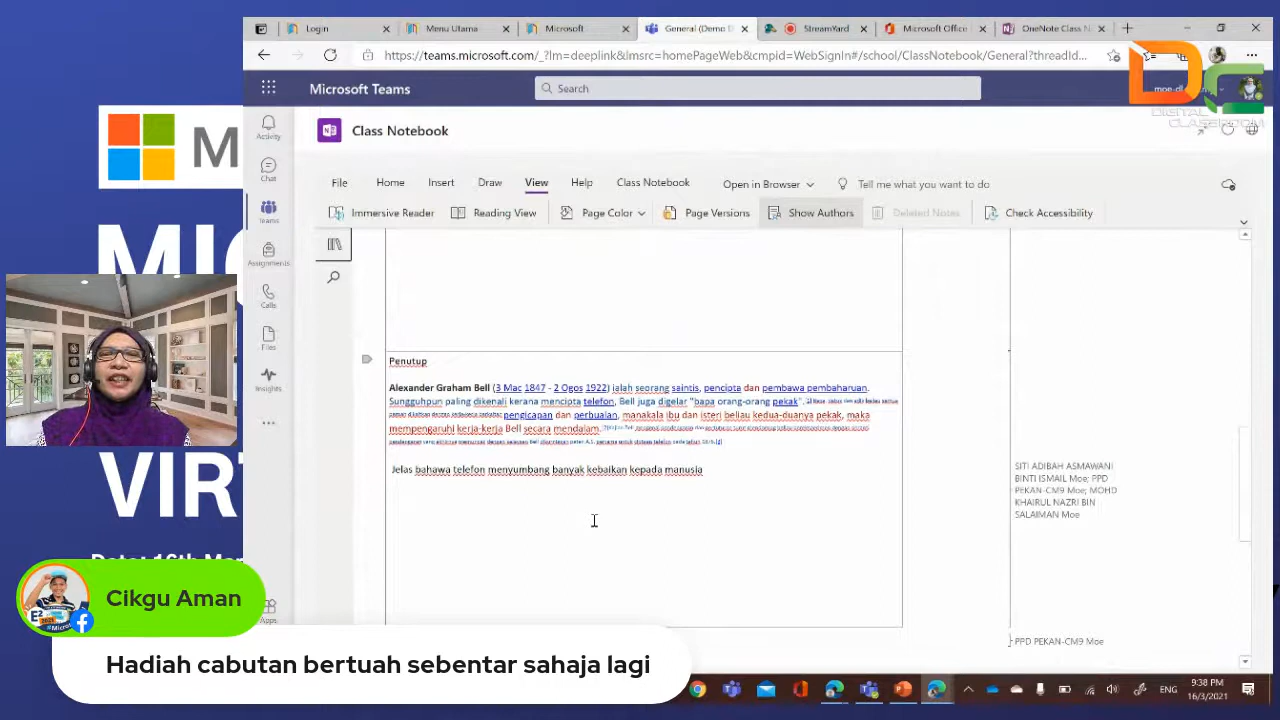 Login
Menu Utama
Microsoft
General (Demo D
StreamYard
Microsoft Office
OneNote Class N
https://teams.microsoft.com/_?lm=deeplink&lmsrc=homePageWeb&cmpid=WebSignIn#/school/ClassNotebook/General?threadId...
Microsoft Teams
Search
DIGITAL
CLASSROOM
Activity
Chat
Teams
Assignments
Calls
Files
Insights
Apps
Class Notebook
File Home Insert Draw View Help Class Notebook Open in Browser Tell me what you want to do
Immersive Reader Reading View Page Color Page Versions Show Authors Deleted Notes Check Accessibility
Penutup
Alexander Graham Bell (3 Mac 1847 - 2 Ogos 1922) ialah seorang saintis, pencipta dan pembawa pembaharuan.
Sungguhpun paling dikenali kerana mencipta telefon, Bell juga digelar "bapa orang-orang pekak".
pengicapan dan perbualan, manakala ibu dan isteri beliau kedua-duanya pekak, maka
mempengaruhi kerja-kerja Bell secara mendalam.
Jelas bahawa telefon menyumbang banyak kebaikan kepada manusia
SITI ADIBAH ASMAWANI
BINTI ISMAIL Moe; PPD
PEKAN-CM9 Moe; MOHD
KHAIRUL NAZRI BIN
SALAIMAN Moe
PPD PEKAN-CM9 Moe
M
MI
VIRT
Cikgu Aman
Hadiah cabutan bertuah sebentar sahaja lagi
ENG
9:38 PM
16/3/2021